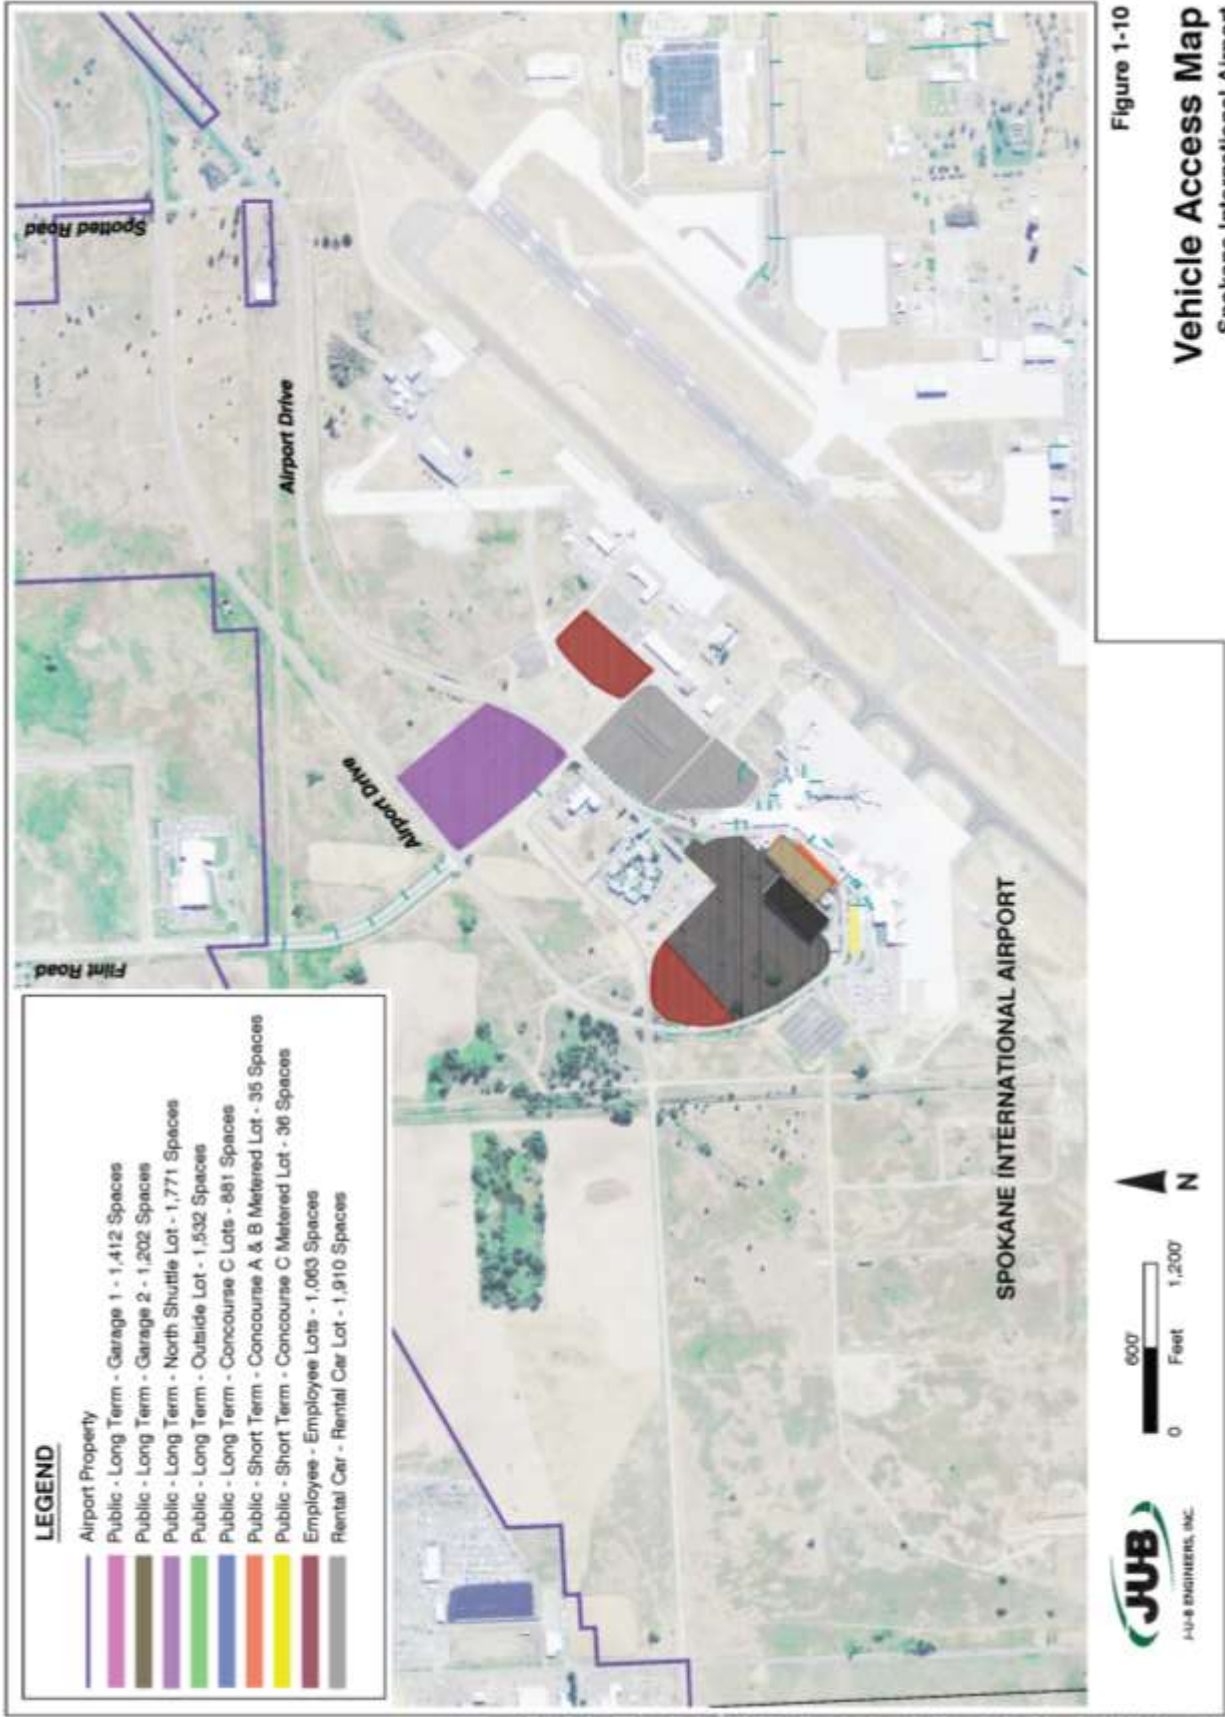 Figure 1-10
Vehicle Access Map
Spokane International Airport
LEGEND
Airport Property
Public - Long Term - Garage 1 - 1,412 Spaces
Public - Long Term - Garage 2 - 1,202 Spaces
Public - Long Term - North Shuttle Lot - 1,771 Spaces
Public - Long Term - Outside Lot - 1,532 Spaces
Public - Long Term - Concourse C Lots - 881 Spaces
Public - Short Term - Concourse A & B Metered Lot - 35 Spaces
Public - Short Term - Concourse C Metered Lot - 36 Spaces
Employee - Employee Lots - 1,063 Spaces
Rental Car - Rental Car Lot - 1,910 Spaces
Flint Road
Airport Drive
Airport Drive
Spotted Road
SPOKANE INTERNATIONAL AIRPORT
J-U-B
J-U-B ENGINEERS, INC.
600'
0 Feet 1,200'
N